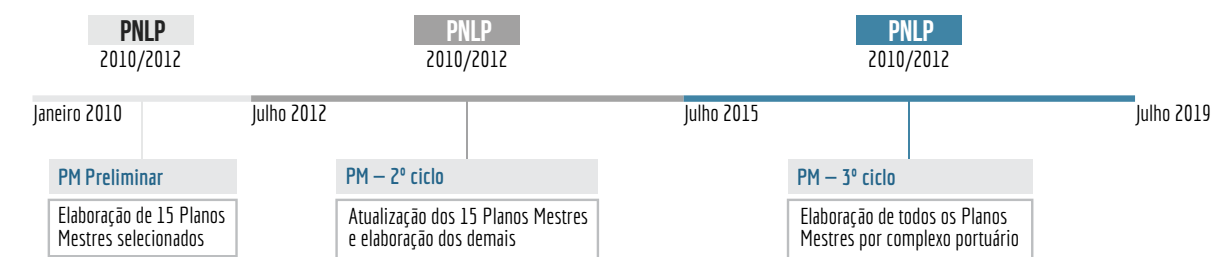 PNLP
2010/2012
PNLP
2010/2012
PNLP
2010/2012
Janeiro 2010
Julho 2012
Julho 2015
Julho 2019
PM Preliminar
Elaboração de 15 Planos
Mestres selecionados
PM – 2º ciclo
Atualização dos 15 Planos Mestres
e elaboração dos demais
PM – 3º ciclo
Elaboração de todos os Planos
Mestres por complexo portuário